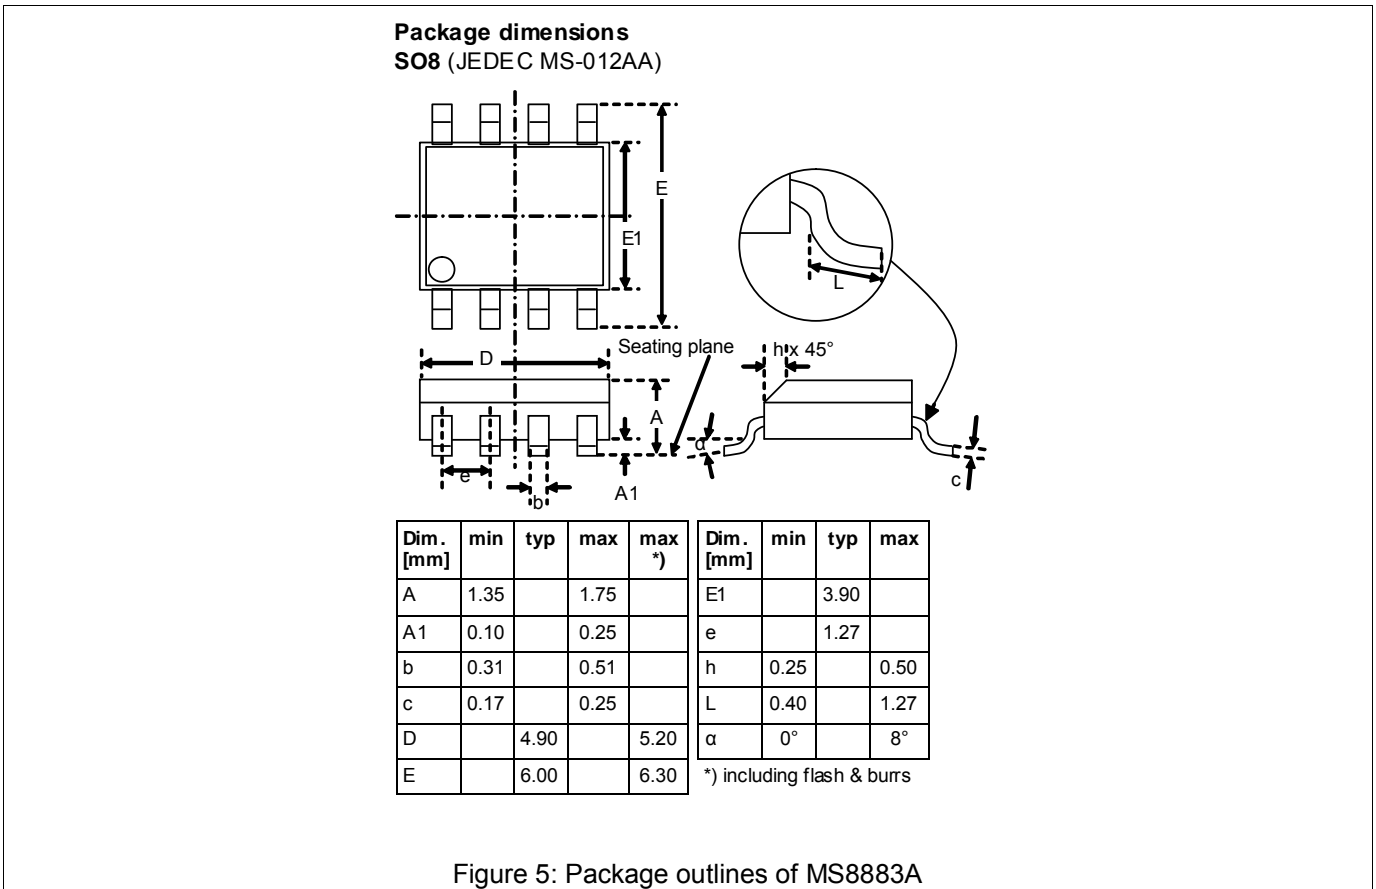 Package dimensions
SO8 (JEDEC MS-012AA)
E
E1
L
Seating plane
h x 45°
D
A
α
e
b
A1
c
Dim. [mm] min typ max max *)
A 1.35 1.75
A1 0.10 0.25
b 0.31 0.51
c 0.17 0.25
D 4.90 5.20
E 6.00 6.30
Dim. [mm] min typ max
E1 3.90
e 1.27
h 0.25 0.50
L 0.40 1.27
α 0° 8°
*) including flash & burrs
Figure 5: Package outlines of MS8883A